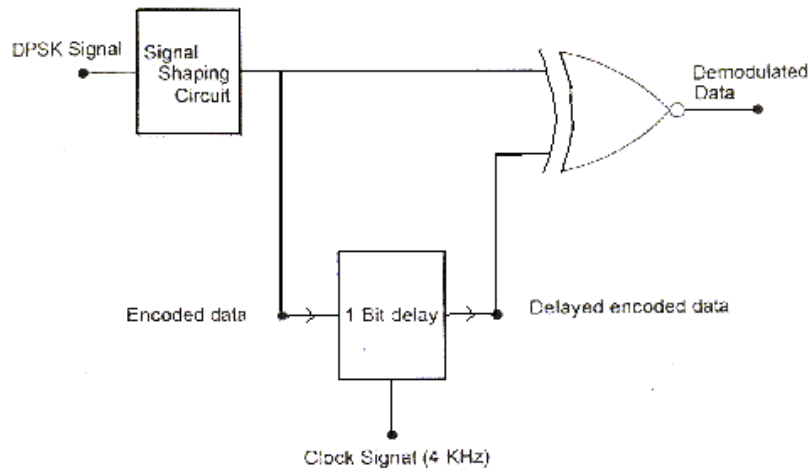 DPSK Signal
Signal
Shaping
Circuit
Demodulated
Data
Encoded data
1 Bit delay
Delayed encoded data
Clock Signal (4 KHz)